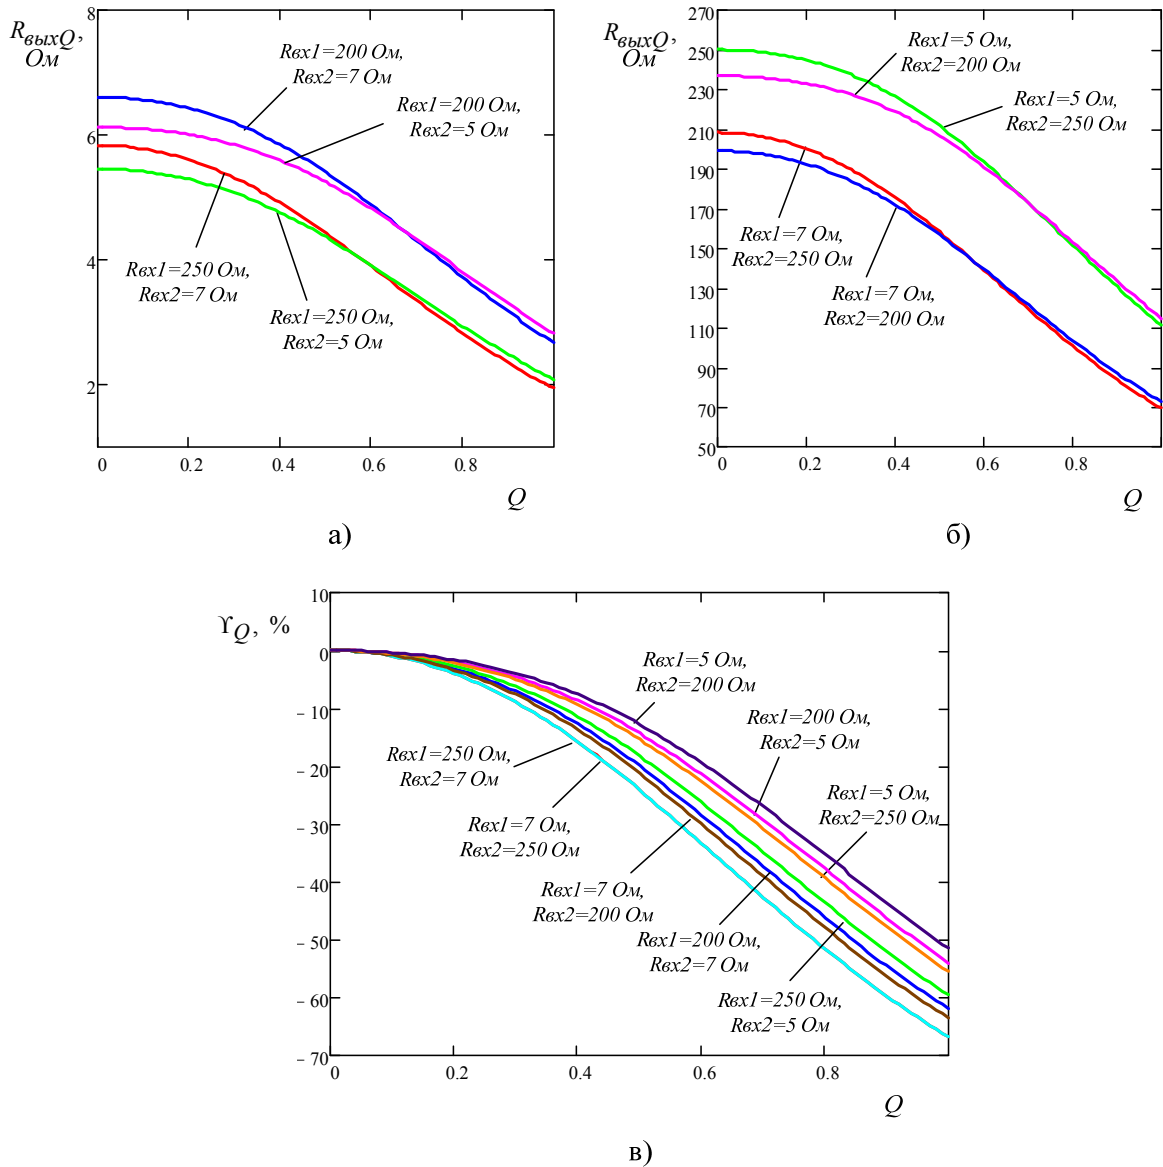 RвыхQ,
Ом
8
6
4
2
0
0.2
0.4
0.6
0.8
Q
Rвх1=200 Ом,
Rвх2=7 Ом
Rвх1=200 Ом,
Rвх2=5 Ом
Rвх1=250 Ом,
Rвх2=7 Ом
Rвх1=250 Ом,
Rвх2=5 Ом
а)
RвыхQ,
Ом
270
250
230
210
190
170
150
130
110
90
70
50
0
0.2
0.4
0.6
0.8
Q
Rвх1=5 Ом,
Rвх2=200 Ом
Rвх1=5 Ом,
Rвх2=250 Ом
Rвх1=7 Ом,
Rвх2=250 Ом
Rвх1=7 Ом,
Rвх2=200 Ом
б)
ϒQ, %
10
0
– 10
– 20
– 30
– 40
– 50
– 60
– 70
0
0.2
0.4
0.6
0.8
Q
Rвх1=5 Ом,
Rвх2=200 Ом
Rвх1=200 Ом,
Rвх2=5 Ом
Rвх1=250 Ом,
Rвх2=7 Ом
Rвх1=5 Ом,
Rвх2=250 Ом
Rвх1=7 Ом,
Rвх2=250 Ом
Rвх1=7 Ом,
Rвх2=200 Ом
Rвх1=200 Ом,
Rвх2=7 Ом
Rвх1=250 Ом,
Rвх2=5 Ом
в)